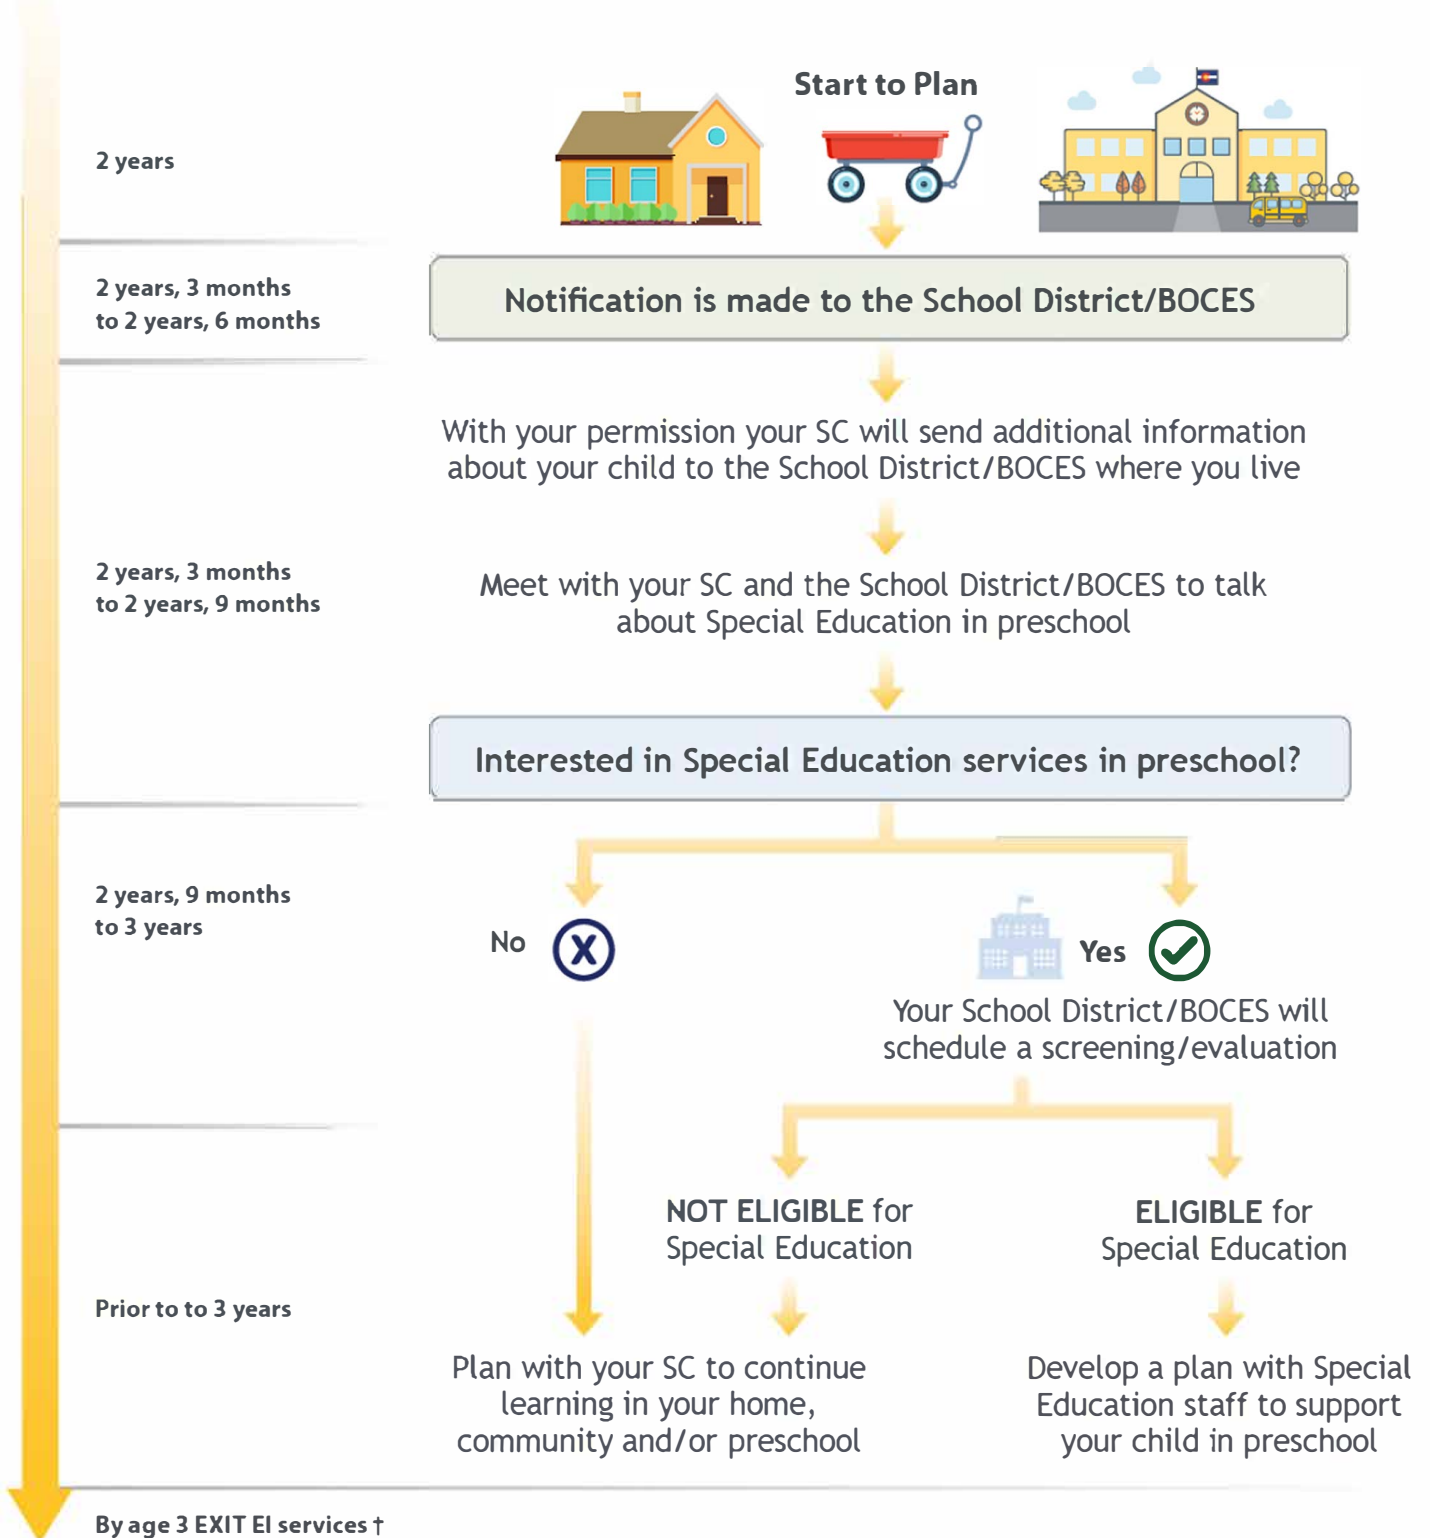 Start to Plan
2 years
2 years, 3 months
to 2 years, 6 months
Notification is made to the School District/BOCES
With your permission your SC will send additional information
about your child to the School District/BOCES where you live
2 years, 3 months
to 2 years, 9 months
Meet with your SC and the School District/BOCES to talk
about Special Education in preschool
Interested in Special Education services in preschool?
2 years, 9 months
to 3 years
No
X
Yes
Your School District/BOCES will
schedule a screening/evaluation
NOT ELIGIBLE for
Special Education
ELIGIBLE for
Special Education
Prior to to 3 years
Plan with your SC to continue
learning in your home,
community and/or preschool
Develop a plan with Special
Education staff to support
your child in preschool
By age 3 EXIT EI services †